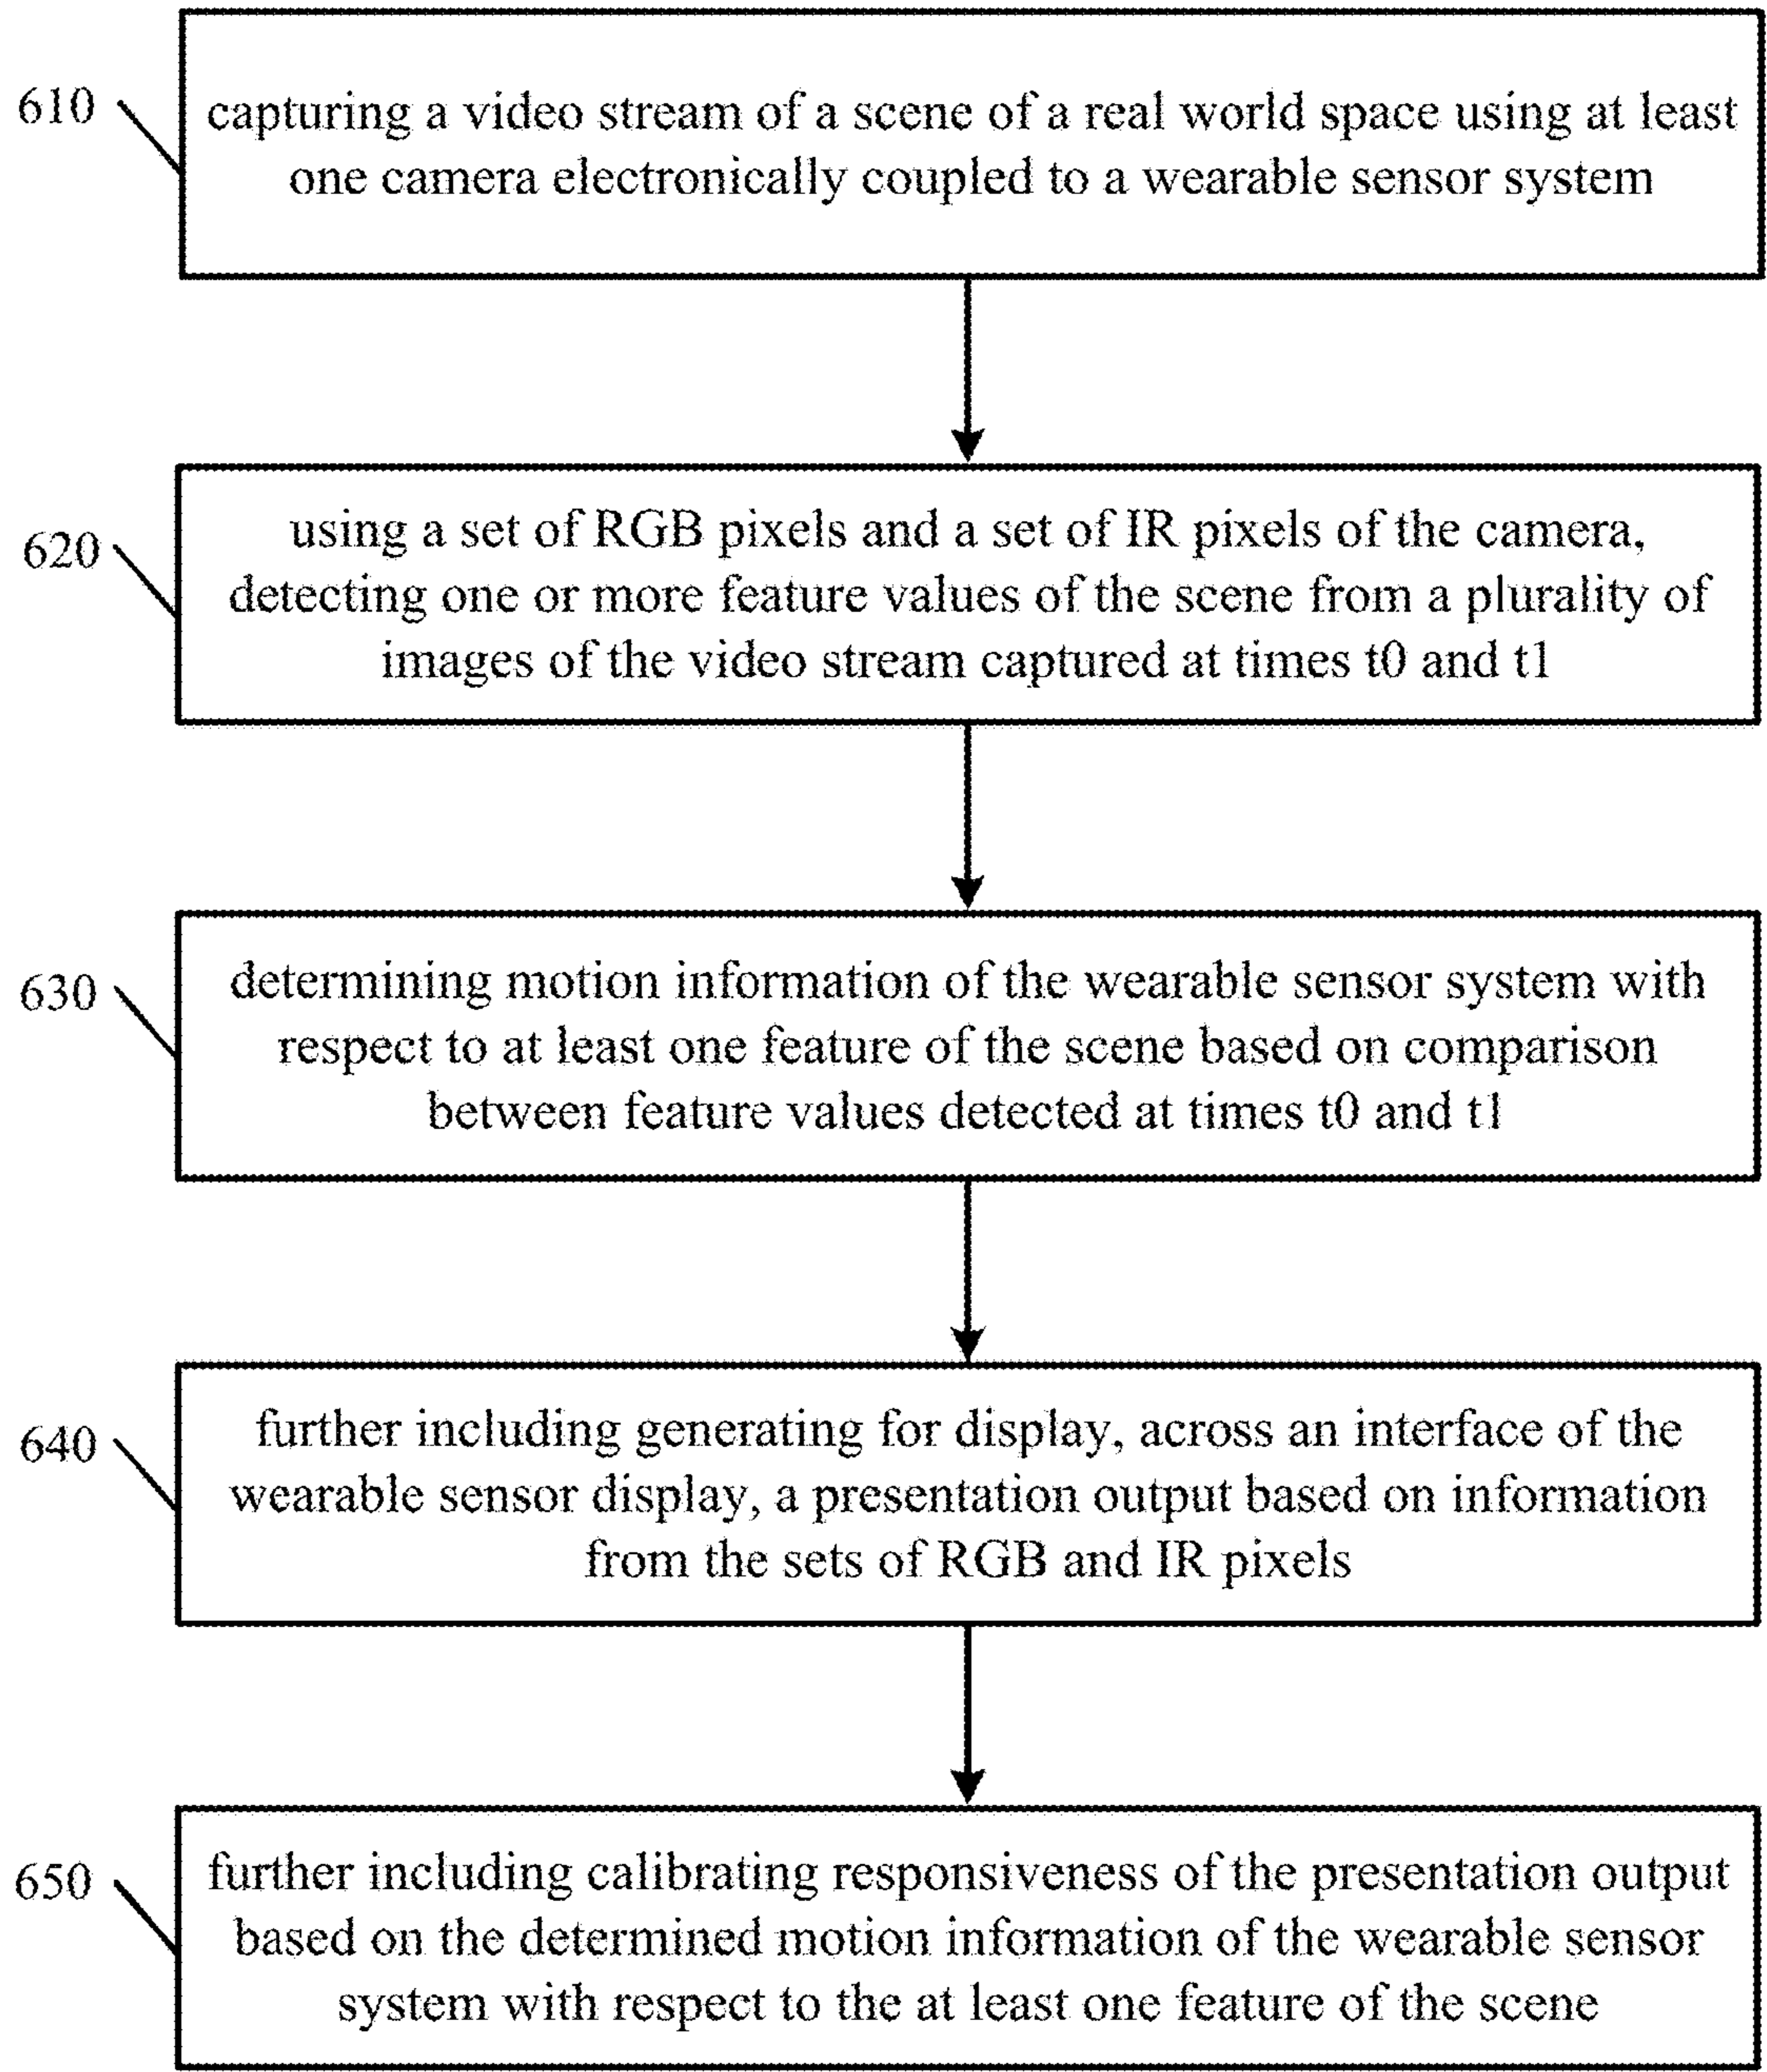 610
capturing a video stream of a scene of a real world space using at least
one camera electronically coupled to a wearable sensor system
620
using a set of RGB pixels and a set of IR pixels of the camera,
detecting one or more feature values of the scene from a plurality of
images of the video stream captured at times t0 and t1
630
determining motion information of the wearable sensor system with
respect to at least one feature of the scene based on comparison
between feature values detected at times t0 and t1
640
further including generating for display, across an interface of the
wearable sensor display, a presentation output based on information
from the sets of RGB and IR pixels
650
further including calibrating responsiveness of the presentation output
based on the determined motion information of the wearable sensor
system with respect to the at least one feature of the scene